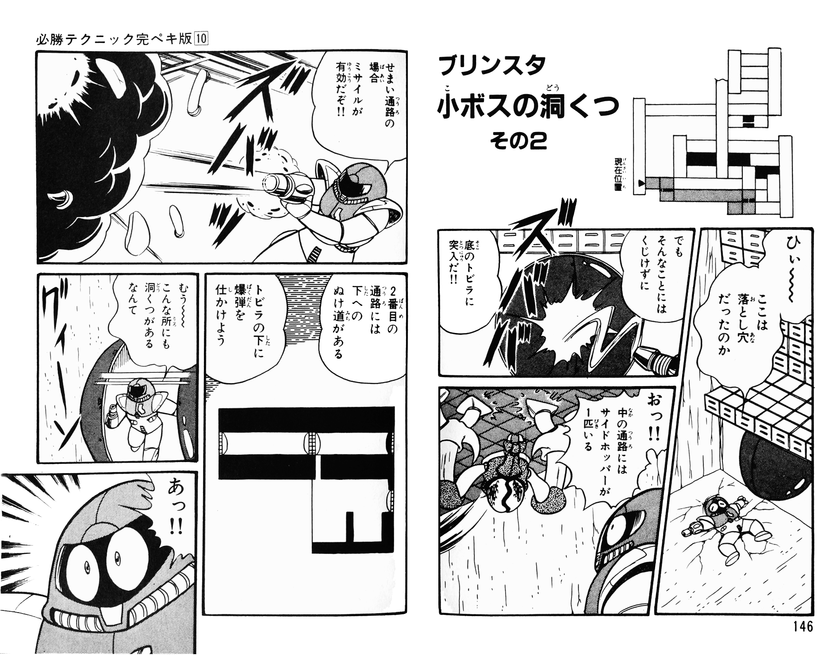 ブリンスタ
小ボスの洞くつ
その2
現在位置
ひぃ〜〜〜
ここは
落とし穴
だったのか
でも
そんなことには
くじけずに
底のトビラに
突入だ!!
ズズズ
おっ!!
中の通路には
サイドホッパーが
1匹いる
146
必勝テクニック完ペキ版10
せまい通路の
場合
ミサイルが
有効だぞ!!
ズズズズ
2番目の
通路には
下への
ぬけ道がある
トビラの下に
爆弾を
仕かけよう
むぅ〜〜〜
こんな所にも
洞くつがある
なんて
ヴィーーン
あっ!!